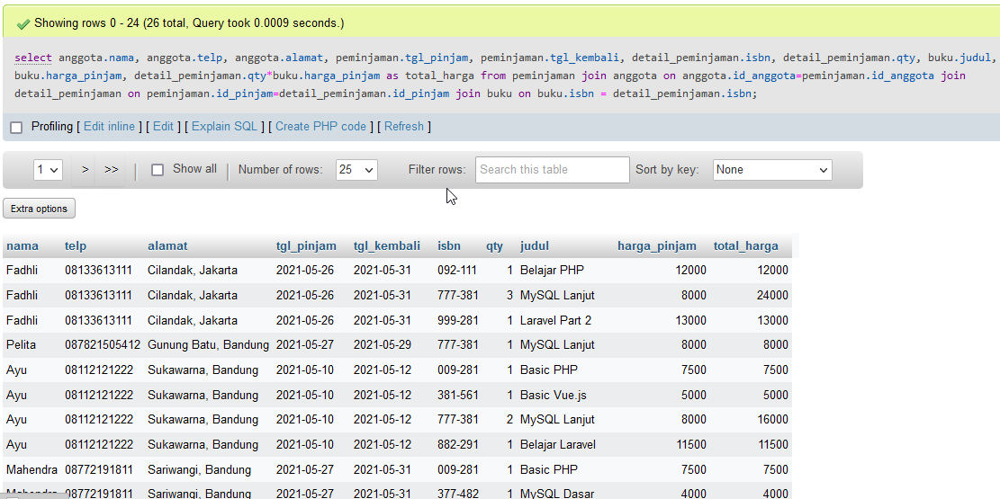 Showing rows 0 - 24 (26 total, Query took 0.0009 seconds.)
select anggota.nama, anggota.telp, anggota.alamat, peminjaman.tgl_pinjam, peminjaman.tgl_kembali, detail_peminjaman.isbn, detail_peminjaman.qty, buku.judul,
buku.harga_pinjam, detail_peminjaman.qty*buku.harga_pinjam as total_harga from peminjaman join anggota on anggota.id_anggota=peminjaman.id_anggota join
detail_peminjaman on peminjaman.id_pinjam=detail_peminjaman.id_pinjam join buku on buku.isbn = detail_peminjaman.isbn;
Profiling [ Edit inline ] [ Edit ] [ Explain SQL ] [ Create PHP code ] [ Refresh ]
1 > >> Show all Number of rows: 25 Filter rows: Search this table Sort by key: None
Extra options
nama telp alamat tgl_pinjam tgl_kembali isbn qty judul harga_pinjam total_harga
Fadhli 08133613111 Cilandak, Jakarta 2021-05-26 2021-05-31 092-111 1 Belajar PHP 12000 12000
Fadhli 08133613111 Cilandak, Jakarta 2021-05-26 2021-05-31 777-381 3 MySQL Lanjut 8000 24000
Fadhli 08133613111 Cilandak, Jakarta 2021-05-26 2021-05-31 999-281 1 Laravel Part 2 13000 13000
Pelita 087821505412 Gunung Batu, Bandung 2021-05-27 2021-05-29 777-381 1 MySQL Lanjut 8000 8000
Ayu 08112121222 Sukawarna, Bandung 2021-05-10 2021-05-12 009-281 1 Basic PHP 7500 7500
Ayu 08112121222 Sukawarna, Bandung 2021-05-10 2021-05-12 381-561 1 Basic Vue.js 5000 5000
Ayu 08112121222 Sukawarna, Bandung 2021-05-10 2021-05-12 777-381 2 MySQL Lanjut 8000 16000
Ayu 08112121222 Sukawarna, Bandung 2021-05-10 2021-05-12 882-291 1 Belajar Laravel 11500 11500
Mahendra 08772191811 Sariwangi, Bandung 2021-05-27 2021-05-31 009-281 1 Basic PHP 7500 7500
Mahendra 08772191811 Sariwangi, Bandung 2021-05-27 2021-05-31 377-482 1 MySQL Dasar 4000 4000